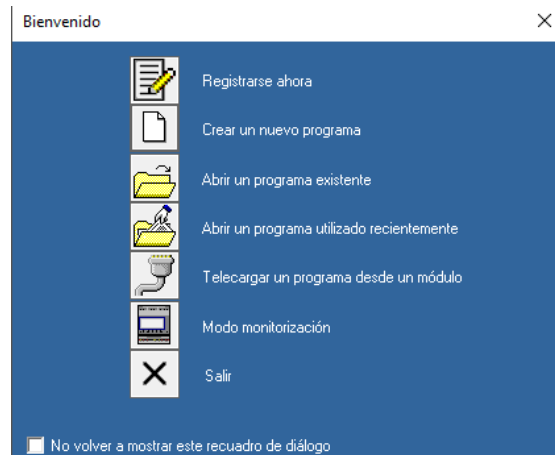 Bienvenido
Registrarse ahora
Crear un nuevo programa
Abrir un programa existente
Abrir un programa utilizado recientemente
Telecargar un programa desde un módulo
Modo monitorización
Salir
No volver a mostrar este recuadro de diálogo